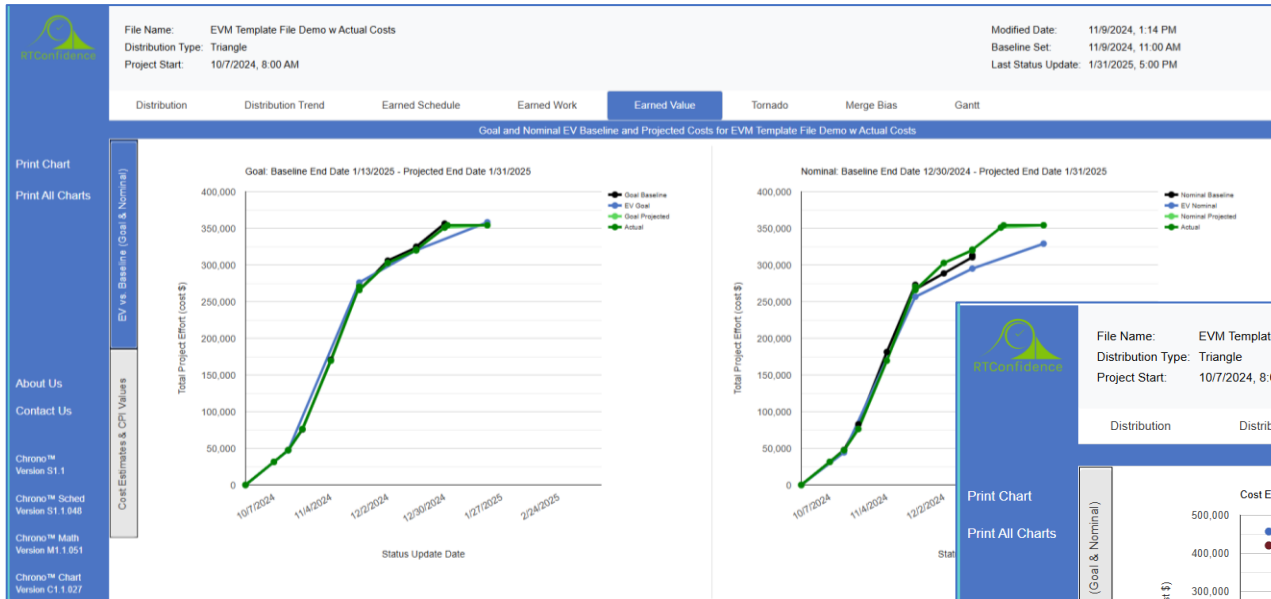 RTConfidence
File Name: EVM Template File Demo w Actual Costs
Distribution Type: Triangle
Project Start: 10/7/2024, 8:00 AM
Modified Date: 11/9/2024, 1:14 PM
Baseline Set: 11/9/2024, 11:00 AM
Last Status Update: 1/31/2025, 5:00 PM
Distribution Distribution Trend Earned Schedule Earned Work Earned Value Tornado Merge Bias Gantt
Goal and Nominal EV Baseline and Projected Costs for EVM Template File Demo w Actual Costs
Print Chart
Print All Charts
About Us
Contact Us
Chrono™
Version S1.1
Chrono™ Sched
Version S1.1.048
Chrono™ Math
Version M1.1.051
Chrono™ Chart
Version C1.1.027
EV vs. Baseline (Goal & Nominal)
Cost Estimates & CPI Values
Goal: Baseline End Date 1/13/2025 - Projected End Date 1/31/2025
400,000
350,000
300,000
250,000
200,000
150,000
100,000
50,000
0
Total Project Effort (cost $)
10/7/2024 11/4/2024 12/2/2024 12/30/2024 1/27/2025 2/24/2025
Status Update Date
Goal Baseline
EV Goal
Goal Projected
Actual
Nominal: Baseline End Date 12/30/2024 - Projected End Date 1/31/2025
400,000
350,000
300,000
250,000
200,000
150,000
100,000
50,000
0
Total Project Effort (cost $)
10/7/2024 11/4/2024 12/2/2024
Stat
Nominal Baseline
EV Nominal
Nominal Projected
Actual
RTConfidence
File Name: EVM Templat
Distribution Type: Triangle
Project Start: 10/7/2024, 8:
Distribution Distrib
Print Chart
Print All Charts
(Goal & Nominal)
Cost E
500,000
400,000
300,000
st $)